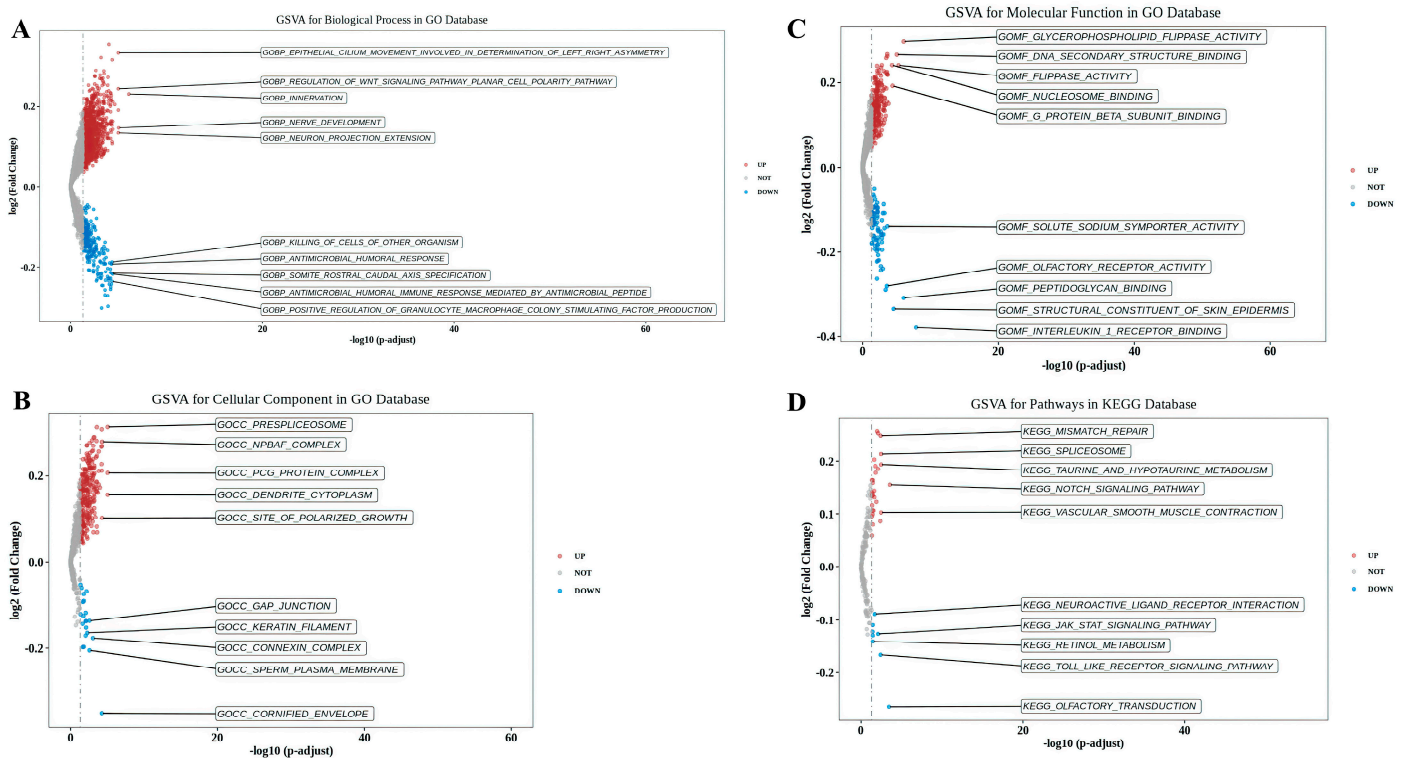 A
GSVA for Biological Process in GO Database
GOBP_EPITHELIAL_CILIUM_MOVEMENT_INVOLVED_IN_DETERMINATION_OF_LEFT_RIGHT_ASYMMETRY
GOBP_REGULATION_OF_WNT_SIGNALING_PATHWAY_PLANAR_CELL_POLARITY_PATHWAY
GOBP_INNERVATION
GOBP_NERVE_DEVELOPMENT
GOBP_NEURON_PROJECTION_EXTENSION
GOBP_KILLING_OF_CELLS_OF_OTHER_ORGANISM
GOBP_ANTIMICROBIAL_HUMORAL_RESPONSE
GOBP_SOMITE_ROSTRAL_CAUDAL_AXIS_SPECIFICATION
GOBP_ANTIMICROBIAL_HUMORAL_IMMUNE_RESPONSE_MEDIATED_BY_ANTIMICROBIAL_PEPTIDE
GOBP_POSITIVE_REGULATION_OF_GRANULOCYTE_MACROPHAGE_COLONY_STIMULATING_FACTOR_PRODUCTION
0.2
0.0
-0.2
log2 (Fold Change)
0
20
40
60
-log10 (p-adjust)
UP
NOT
DOWN
C
GSVA for Molecular Function in GO Database
GOMF_GLYCEROPHOSPHOLIPID_FLIPPASE_ACTIVITY
GOMF_DNA_SECONDARY_STRUCTURE_BINDING
GOMF_FLIPPASE_ACTIVITY
GOMF_NUCLEOSOME_BINDING
GOMF_G_PROTEIN_BETA_SUBUNIT_BINDING
GOMF_SOLUTE_SODIUM_SYMPORTER_ACTIVITY
GOMF_OLFACTORY_RECEPTOR_ACTIVITY
GOMF_PEPTIDOGLYCAN_BINDING
GOMF_STRUCTURAL_CONSTITUENT_OF_SKIN_EPIDERMIS
GOMF_INTERLEUKIN_1_RECEPTOR_BINDING
0.2
0.0
-0.2
-0.4
log2 (Fold Change)
0
20
40
60
-log10 (p-adjust)
UP
NOT
DOWN
B
GSVA for Cellular Component in GO Database
GOCC_PRESPLICEOSOME
GOCC_NPBAF_COMPLEX
GOCC_PCG_PROTEIN_COMPLEX
GOCC_DENDRITE_CYTOPLASM
GOCC_SITE_OF_POLARIZED_GROWTH
GOCC_GAP_JUNCTION
GOCC_KERATIN_FILAMENT
GOCC_CONNEXIN_COMPLEX
GOCC_SPERM_PLASMA_MEMBRANE
GOCC_CORNIFIED_ENVELOPE
0.2
0.0
-0.2
log2 (Fold Change)
0
20
40
60
-log10 (p-adjust)
UP
NOT
DOWN
D
GSVA for Pathways in KEGG Database
KEGG_MISMATCH_REPAIR
KEGG_SPLICEOSOME
KEGG_TAURINE_AND_HYPOTAURINE_METABOLISM
KEGG_NOTCH_SIGNALING_PATHWAY
KEGG_VASCULAR_SMOOTH_MUSCLE_CONTRACTION
KEGG_NEUROACTIVE_LIGAND_RECEPTOR_INTERACTION
KEGG_JAK_STAT_SIGNALING_PATHWAY
KEGG_RETINOL_METABOLISM
KEGG_TOLL_LIKE_RECEPTOR_SIGNALING_PATHWAY
KEGG_OLFACTORY_TRANSDUCTION
0.2
0.1
0.0
-0.1
-0.2
log2 (Fold Change)
0
20
40
-log10 (p-adjust)
UP
NOT
DOWN